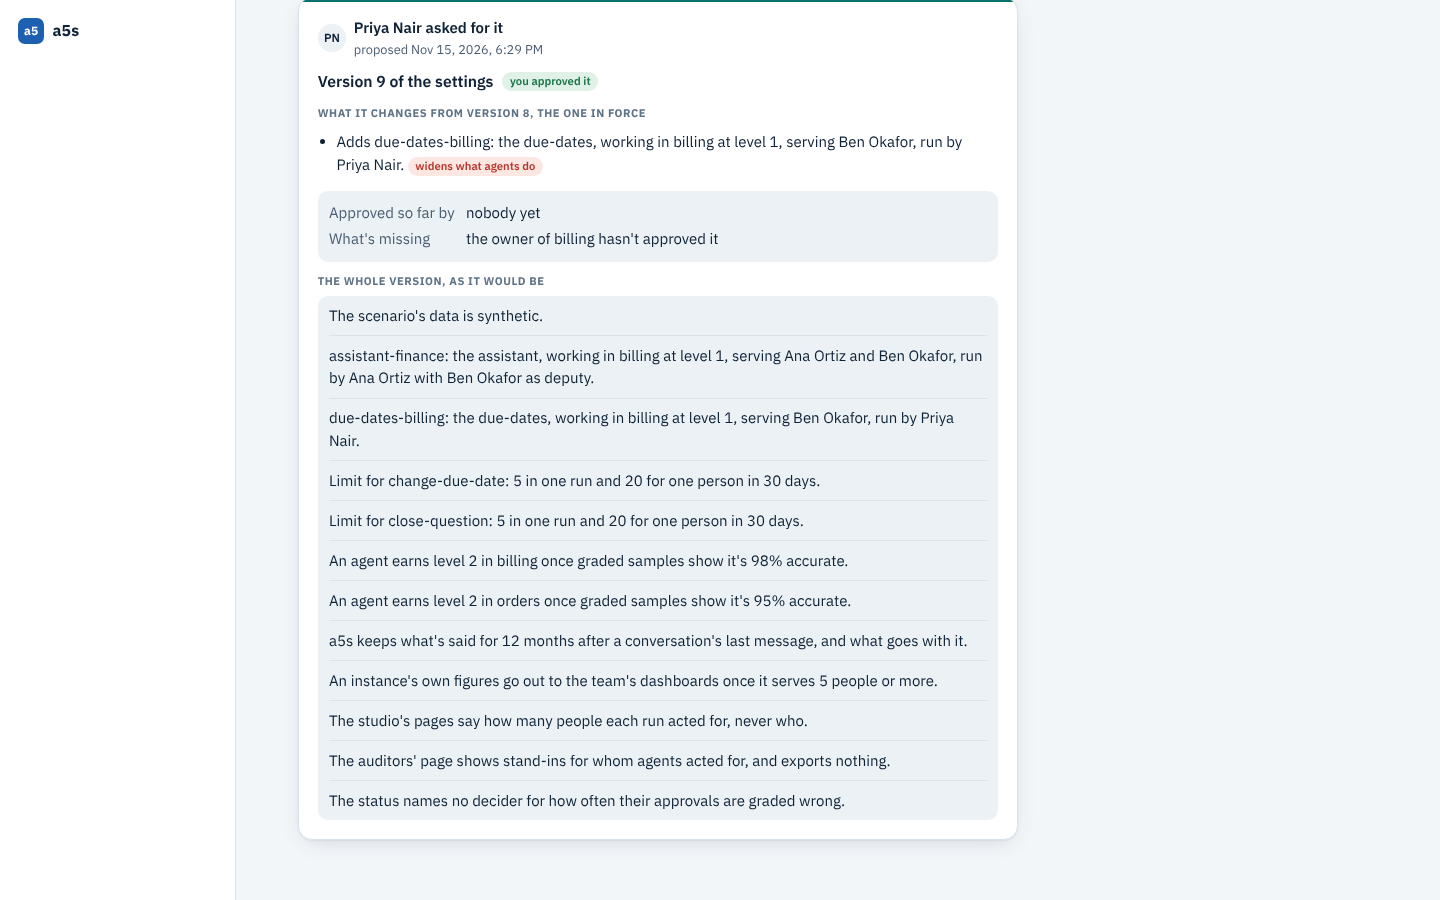 a5 a5s
PN
Priya Nair asked for it
proposed Nov 15, 2026, 6:29 PM
Version 9 of the settings you approved it
WHAT IT CHANGES FROM VERSION 8, THE ONE IN FORCE
• Adds due-dates-billing: the due-dates, working in billing at level 1, serving Ben Okafor, run by
Priya Nair. widens what agents do
Approved so far by nobody yet
What's missing the owner of billing hasn't approved it
THE WHOLE VERSION, AS IT WOULD BE
The scenario's data is synthetic.
assistant-finance: the assistant, working in billing at level 1, serving Ana Ortiz and Ben Okafor, run
by Ana Ortiz with Ben Okafor as deputy.
due-dates-billing: the due-dates, working in billing at level 1, serving Ben Okafor, run by Priya
Nair.
Limit for change-due-date: 5 in one run and 20 for one person in 30 days.
Limit for close-question: 5 in one run and 20 for one person in 30 days.
An agent earns level 2 in billing once graded samples show it's 98% accurate.
An agent earns level 2 in orders once graded samples show it's 95% accurate.
a5s keeps what's said for 12 months after a conversation's last message, and what goes with it.
An instance's own figures go out to the team's dashboards once it serves 5 people or more.
The studio's pages say how many people each run acted for, never who.
The auditors' page shows stand-ins for whom agents acted for, and exports nothing.
The status names no decider for how often their approvals are graded wrong.